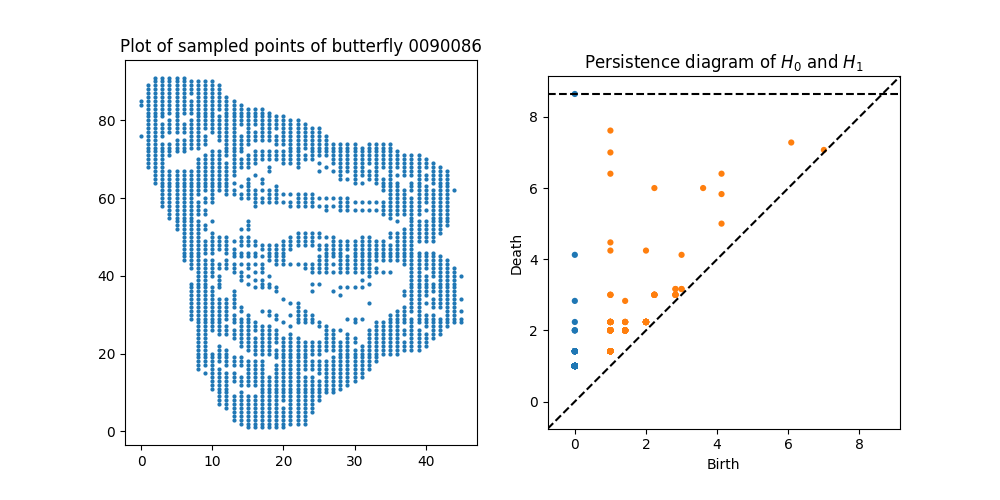 Plot of sampled points of butterfly 0090086
80
60
40
20
0
0 10 20 30 40
Persistence diagram of H₀ and H₁
Death
8
6
4
2
0
0 2 4 6 8
Birth